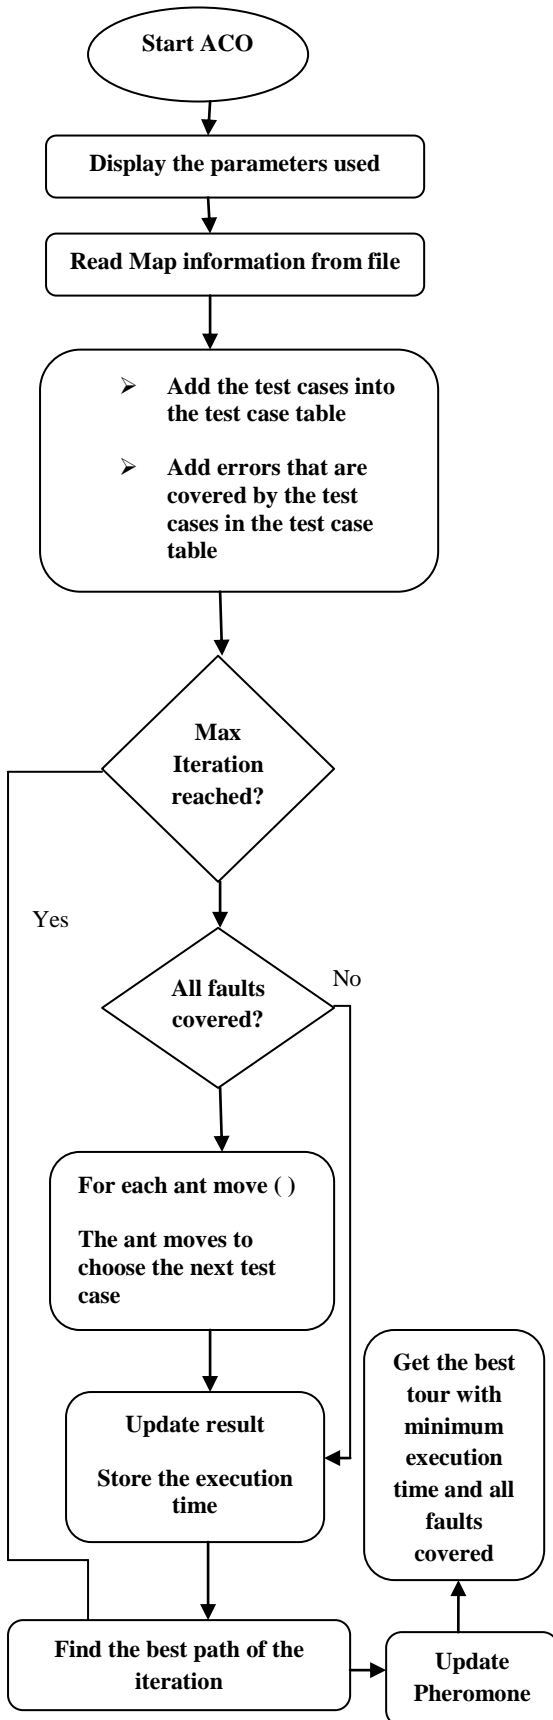 Start ACO
Display the parameters used
Read Map information from file
➢ Add the test cases into
the test case table
➢ Add errors that are
covered by the test
cases in the test case
table
Max
Iteration
reached?
Yes
All faults
covered?
No
For each ant move ( )
The ant moves to
choose the next test
case
Update result
Store the execution
time
Find the best path of the
iteration
Update
Pheromone
Get the best
tour with
minimum
execution
time and all
faults
covered